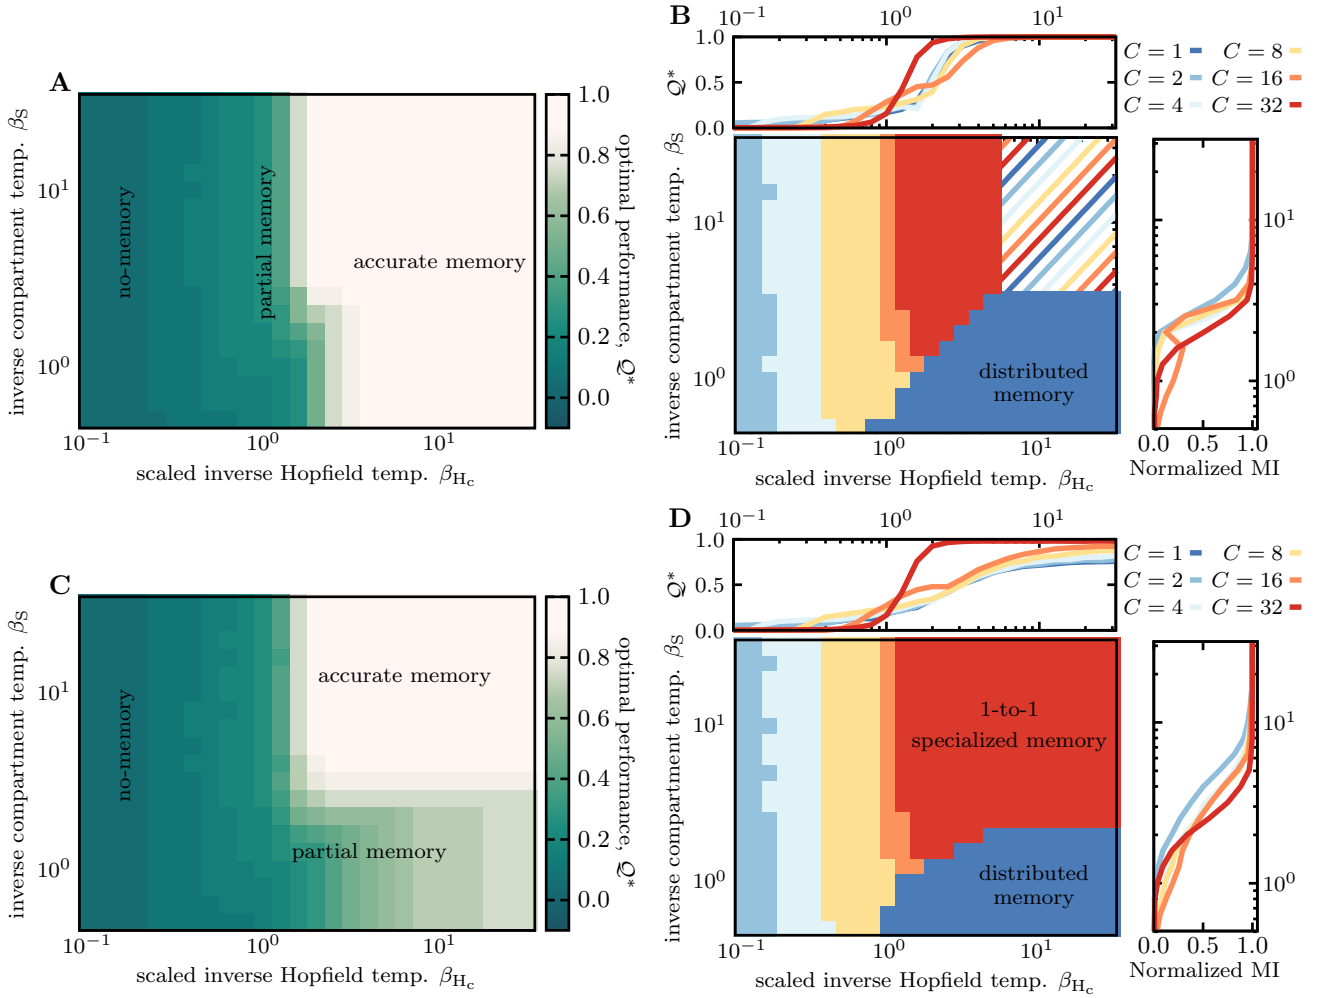 A
inverse compartment temp. βS
10^1
10^0
no-memory
partial memory
accurate memory
10^−1
10^0
10^1
scaled inverse Hopfield temp. βHc
1.0
0.8
0.6
0.4
0.2
0.0
optimal performance, 𝒬*
B
10^−1
10^0
10^1
𝒬*
1.0
0.5
0.0
C = 1
C = 8
C = 2
C = 16
C = 4
C = 32
inverse compartment temp. βS
10^1
10^0
distributed
memory
10^−1
10^0
10^1
scaled inverse Hopfield temp. βHc
10^1
10^0
0.0
0.5
1.0
Normalized MI
C
inverse compartment temp. βS
10^1
10^0
no-memory
accurate memory
partial memory
10^−1
10^0
10^1
scaled inverse Hopfield temp. βHc
1.0
0.8
0.6
0.4
0.2
0.0
optimal performance, 𝒬*
D
10^−1
10^0
10^1
𝒬*
1.0
0.5
0.0
C = 1
C = 8
C = 2
C = 16
C = 4
C = 32
inverse compartment temp. βS
10^1
10^0
1-to-1
specialized memory
distributed
memory
10^−1
10^0
10^1
scaled inverse Hopfield temp. βHc
10^1
10^0
0.0
0.5
1.0
Normalized MI